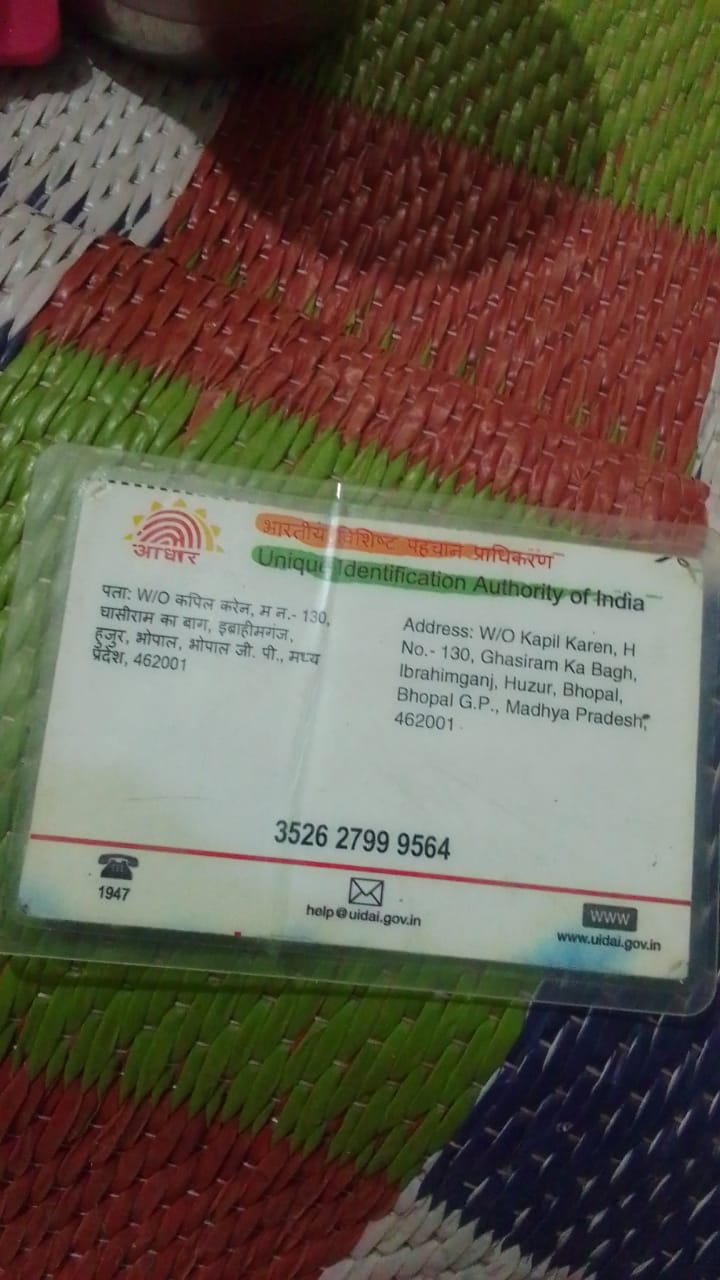 आधार
भारतीय विशिष्ट पहचान प्राधिकरण
Unique Identification Authority of India
पता: W/O कपिल करेन, म न.- 130,
घासीराम का बाग, इब्राहीमगंज,
हुजुर, भोपाल, भोपाल जी. पी., मध्य
प्रदेश, 462001
Address: W/O Kapil Karen, H
No.- 130, Ghasiram Ka Bagh,
Ibrahimganj, Huzur, Bhopal,
Bhopal G.P., Madhya Pradesh,
462001
3526 2799 9564
1947
help@uidai.gov.in
WWW
www.uidai.gov.in